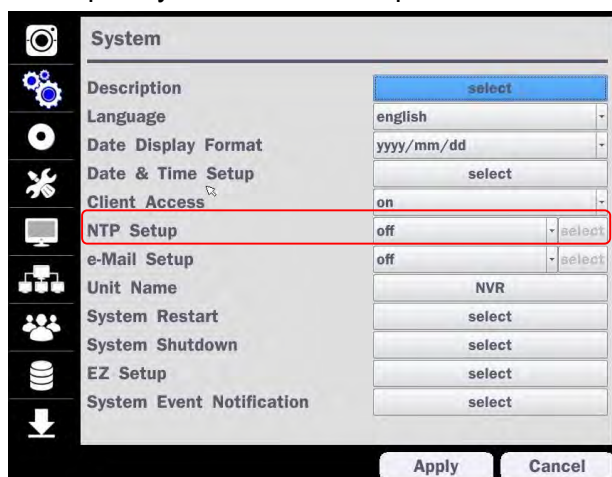 System
Description select
Language english
Date Display Format yyyy/mm/dd
Date & Time Setup select
Client Access on
NTP Setup off select
e-Mail Setup off select
Unit Name NVR
System Restart select
System Shutdown select
EZ Setup select
System Event Notification select
Apply Cancel